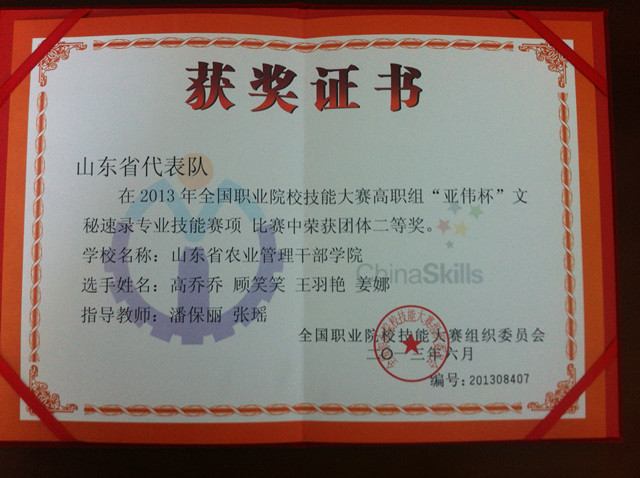 获奖证书
山东省代表队
在2013年全国职业院校技能大赛高职组“亚伟杯”文
秘速录专业技能赛项 比赛中荣获团体二等奖。
学校名称：山东省农业管理干部学院
ChinaSkills
选手姓名：高乔乔 顾笑笑 王羽艳 姜娜
指导教师：潘保丽 张瑶
全国职业院校技能大赛组织委员会
二〇一三年六月
编号：201308407